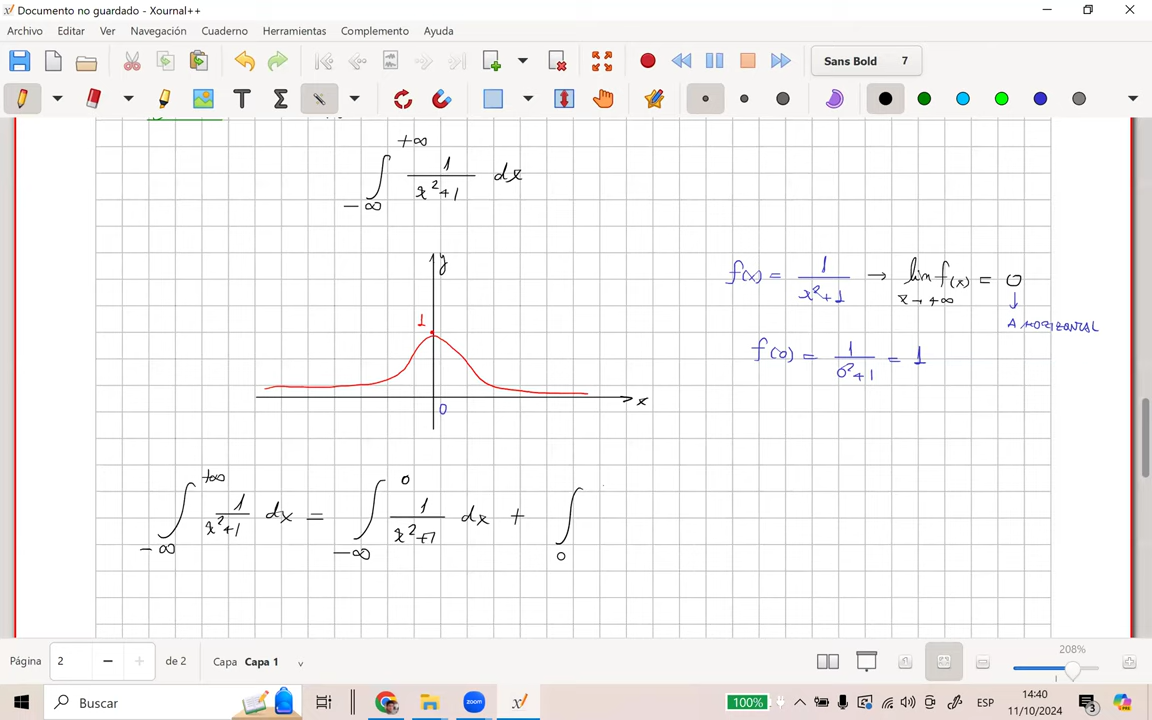 Documento no guardado - Xournal++
Archivo Editar Ver Navegación Cuaderno Herramientas Complemento Ayuda
Sans Bold 7
+∞
∫ 1/(x²+1) dx
-∞
y
1
0
x
f(x) = 1/(x²+1) → lim f(x) = 0
x→+∞
↓
A HORIZONTAL
f(0) = 1/(0²+1) = 1
+∞ 0
∫ 1/(x²+1) dx = ∫ 1/(x²+1) dx + ∫
-∞ -∞ 0
Página 2 de 2 Capa Capa 1
208%
Buscar
100%
ESP
14:40
11/10/2024
3